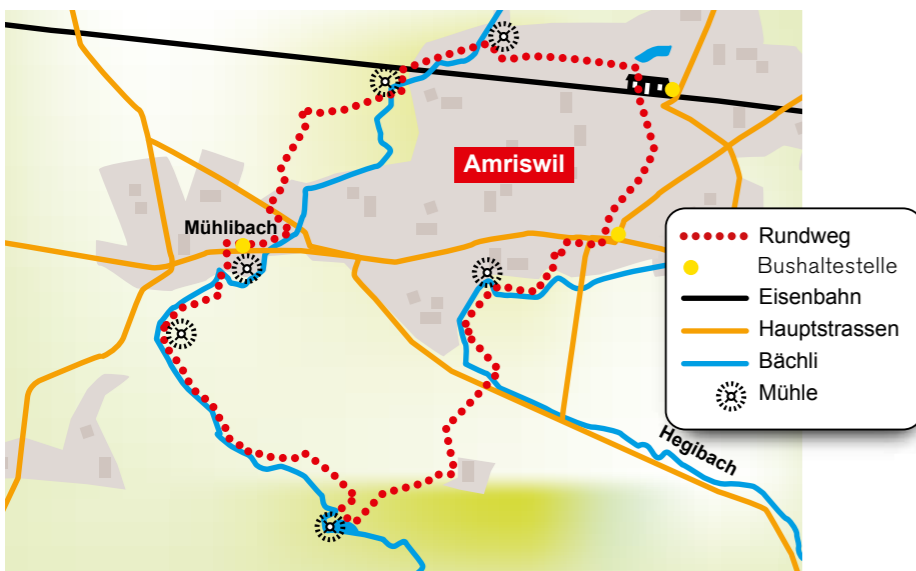 Amriswil
Mühlibach
Rundweg
Bushaltestelle
Eisenbahn
Hauptstrassen
Bächli
Mühle
Hegibach